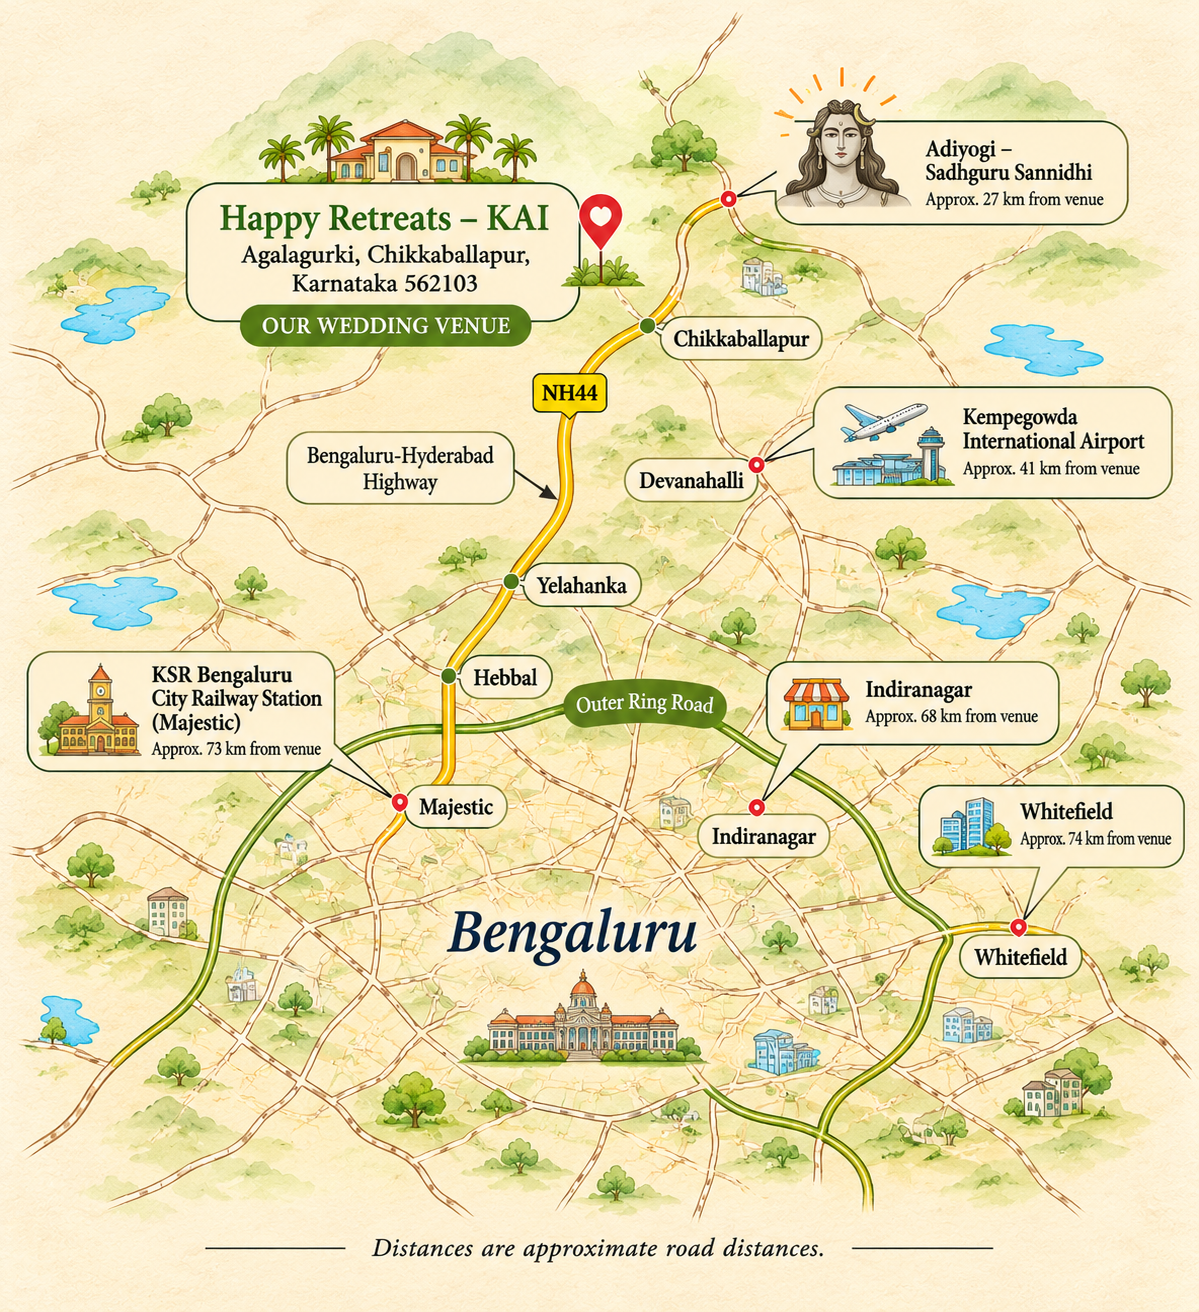 Adiyogi –
Sadhguru Sannidhi
Approx. 27 km from venue
Happy Retreats – KAI
Agalagurki, Chikkaballapur,
Karnataka 562103
OUR WEDDING VENUE
Chikkaballapur
NH44
Kempegowda
International Airport
Approx. 41 km from venue
Bengaluru-Hyderabad
Highway
Devanahalli
Yelahanka
Hebbal
KSR Bengaluru
City Railway Station
(Majestic)
Approx. 73 km from venue
Outer Ring Road
Indiranagar
Approx. 68 km from venue
Majestic
Indiranagar
Whitefield
Approx. 74 km from venue
Bengaluru
Whitefield
Distances are approximate road distances.